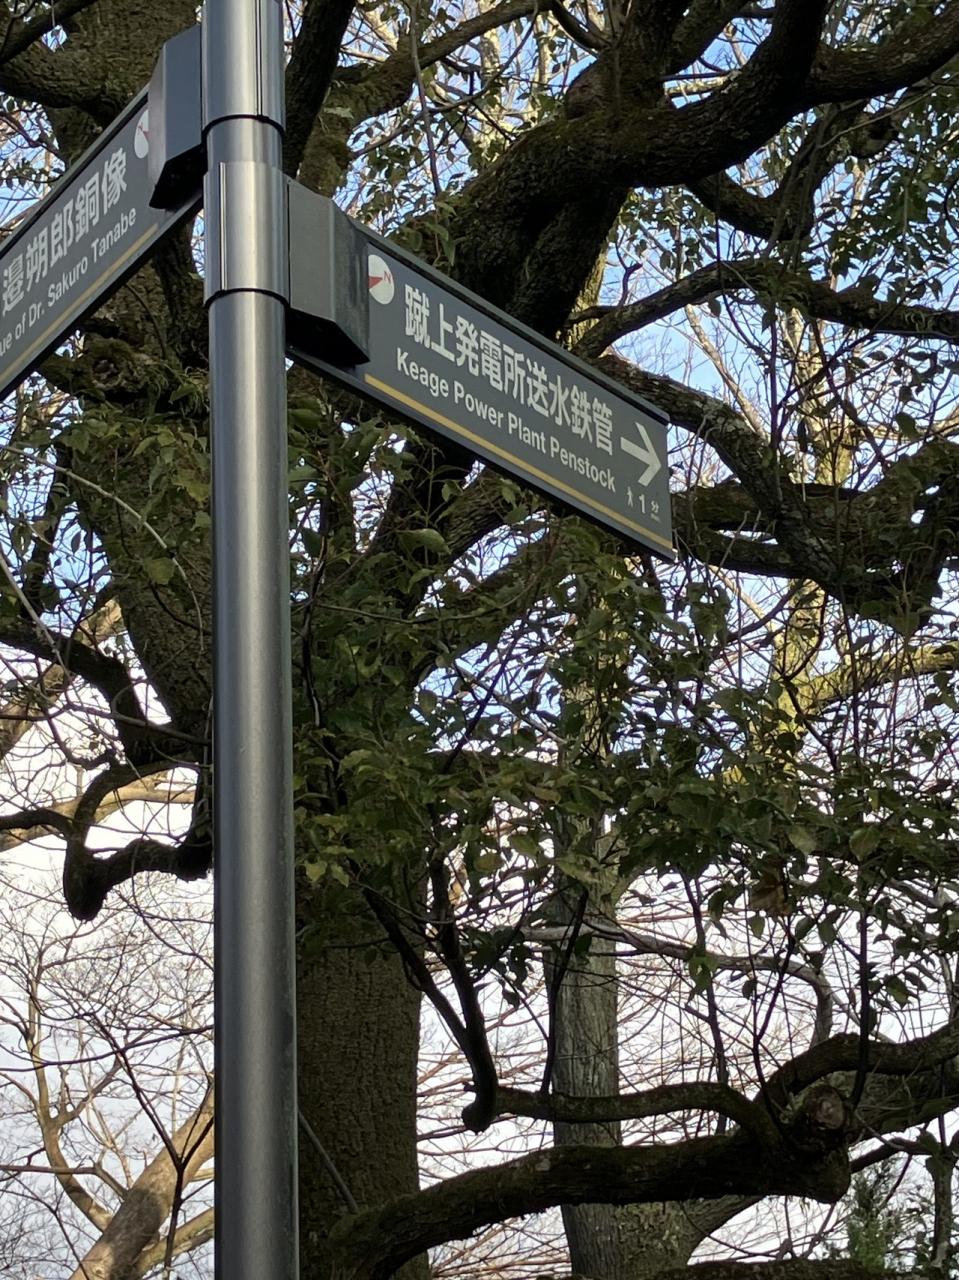 邉朔郎銅像
ue of Dr. Sakuro Tanabe
N
蹴上発電所送水鉄管
Keage Power Plant Penstock
1分